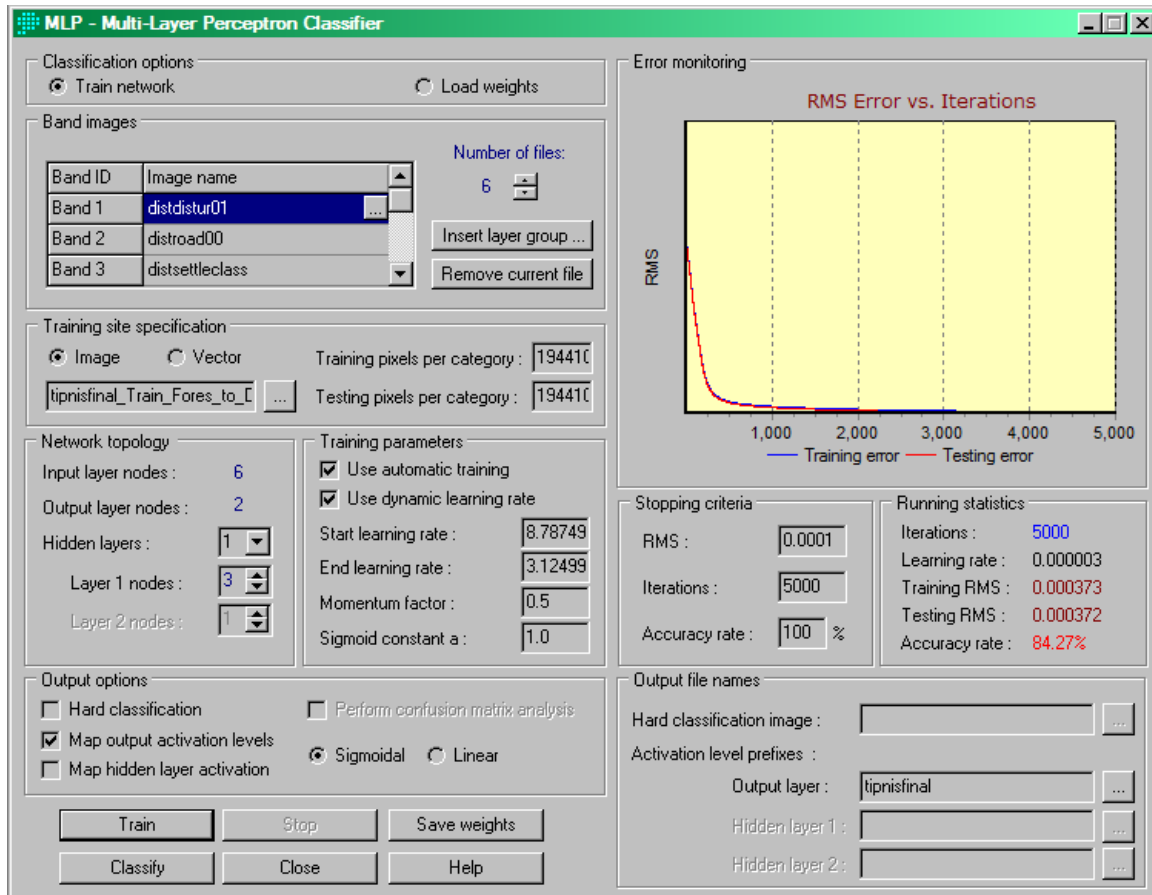 MLP - Multi-Layer Perceptron Classifier
Classification options
Train network
Load weights
Band images
Number of files:
6
Band ID Image name
Band 1 distdistur01 ...
Band 2 distroad00
Band 3 distsettleclass
Insert layer group ...
Remove current file
Training site specification
Image
Vector
tipnisfinal_Train_Fores_to_D
...
Training pixels per category : 194410
Testing pixels per category : 194410
Network topology
Input layer nodes : 6
Output layer nodes : 2
Hidden layers : 1
Layer 1 nodes : 3
Layer 2 nodes : 1
Training parameters
Use automatic training
Use dynamic learning rate
Start learning rate : 8.78749
End learning rate : 3.12499
Momentum factor : 0.5
Sigmoid constant a : 1.0
Output options
Hard classification
Map output activation levels
Map hidden layer activation
Perform confusion matrix analysis
Sigmoidal
Linear
Train
Stop
Save weights
Classify
Close
Help
Error monitoring
RMS Error vs. Iterations
RMS
1,000 2,000 3,000 4,000 5,000
Training error Testing error
Stopping criteria
RMS : 0.0001
Iterations : 5000
Accuracy rate : 100 %
Running statistics
Iterations : 5000
Learning rate : 0.000003
Training RMS : 0.000373
Testing RMS : 0.000372
Accuracy rate : 84.27%
Output file names
Hard classification image : ...
Activation level prefixes :
Output layer : tipnisfinal ...
Hidden layer 1 : ...
Hidden layer 2 : ...